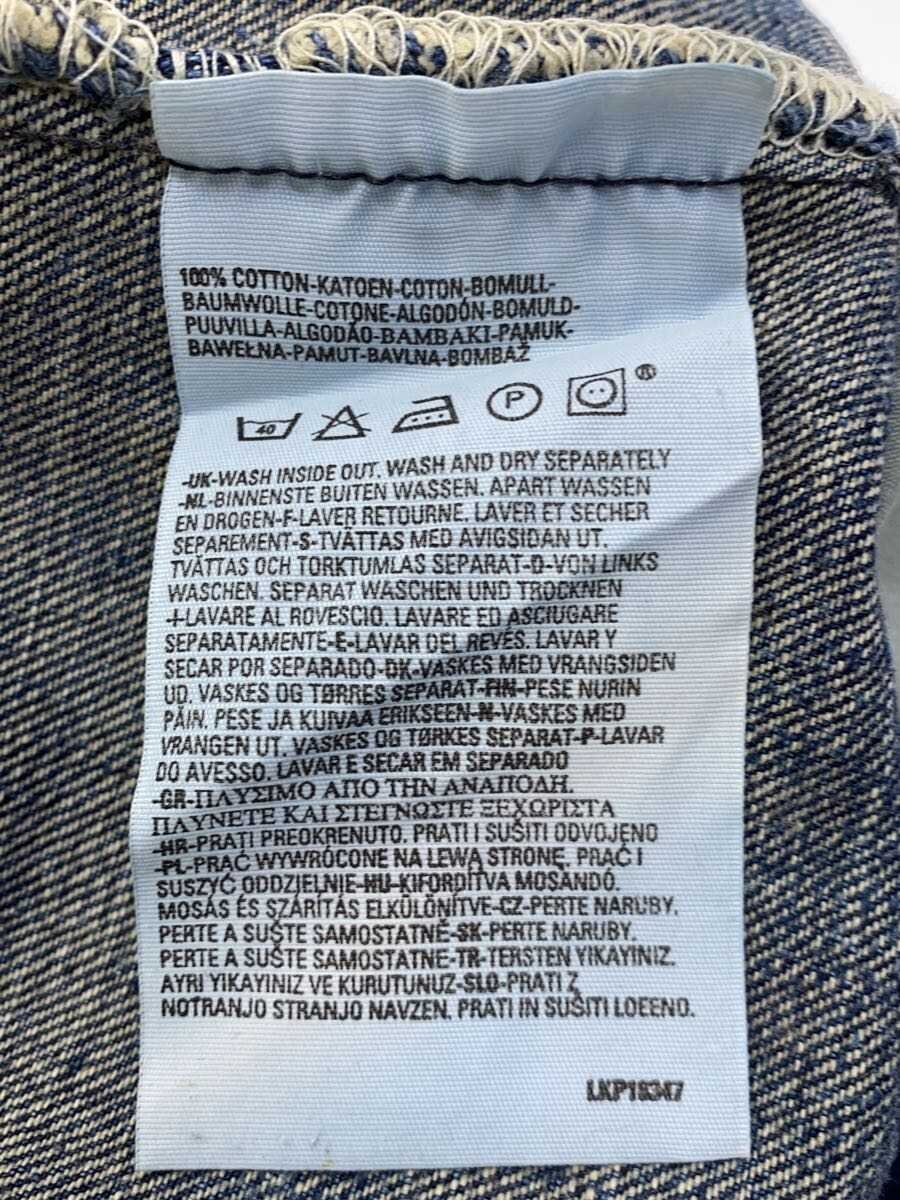 100% COTTON-KATOEN-COTON-BOMULL-
BAUMWOLLE-COTONE-ALGODÓN-BOMULD-
PUUVILLA-ALGODÃO-BAMBAKI-PAMUK-
BAWEŁNA-PAMUT-BAVLNA-BOMBAŽ
40 P ®
-UK-WASH INSIDE OUT. WASH AND DRY SEPARATELY
-NL-BINNENSTE BUITEN WASSEN. APART WASSEN
EN DROGEN-F-LAVER RETOURNE. LAVER ET SECHER
SEPAREMENT-S-TVÄTTAS MED AVIGSIDAN UT.
TVÄTTAS OCH TORKTUMLAS SEPARAT-D-VON LINKS
WASCHEN. SEPARAT WASCHEN UND TROCKNEN
-I-LAVARE AL ROVESCIO. LAVARE ED ASCIUGARE
SEPARATAMENTE-E-LAVAR DEL REVÉS. LAVAR Y
SECAR POR SEPARADO-DK-VASKES MED VRANGSIDEN
UD. VASKES OG TØRRES SEPARAT-FIN-PESE NURIN
PÄIN. PESE JA KUIVAA ERIKSEEN-N-VASKES MED
VRANGEN UT. VASKES OG TØRKES SEPARAT-P-LAVAR
DO AVESSO. LAVAR E SECAR EM SEPARADO
-GR-ΠΛΥΣΙΜΟ ΑΠΟ ΤΗΝ ΑΝΑΠΟΔΗ.
ΠΛΥΝΕΤΕ ΚΑΙ ΣΤΕΓΝΩΣΤΕ ΞΕΧΩΡΙΣΤΑ
-HR-PRATI PREOKRENUTO. PRATI I SUŠITI ODVOJENO
-PL-PRAĆ WYWRÓCONE NA LEWĄ STRONĘ. PRAĆ I
SUSZYĆ ODDZIELNIE-HU-KIFORDÍTVA MOSANDÓ.
MOSÁS ÉS SZÁRÍTÁS ELKÜLÖNÍTVE-CZ-PERTE NARUBY.
PERTE A SUŠTE SAMOSTATNĚ-SK-PERTE NARUBY.
PERTE A SUŠTE SAMOSTATNE-TR-TERSTEN YIKAYINIZ.
AYRI YIKAYINIZ VE KURUTUNUZ-SLO-PRATI Z
NOTRANJO STRANJO NAVZEN. PRATI IN SUŠITI LOEENO.